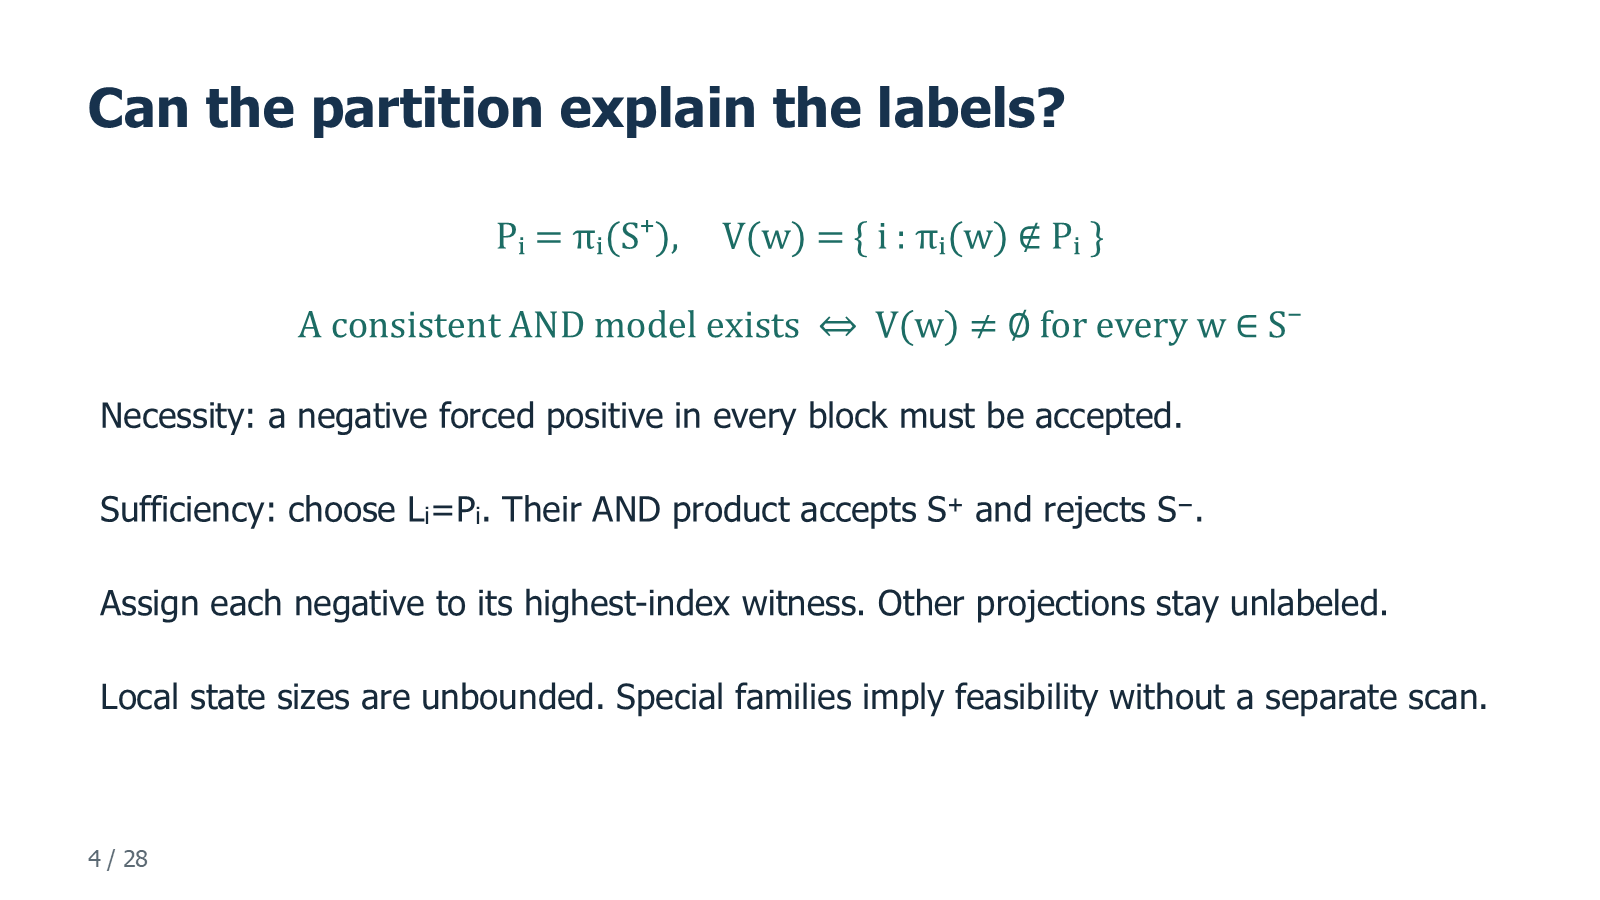 Can the partition explain the labels?
Pᵢ = πᵢ(S⁺),    V(w) = { i : πᵢ(w) ∉ Pᵢ }
A consistent AND model exists ⇔ V(w) ≠ ∅ for every w ∈ S⁻
Necessity: a negative forced positive in every block must be accepted.
Sufficiency: choose Lᵢ=Pᵢ. Their AND product accepts S⁺ and rejects S⁻.
Assign each negative to its highest-index witness. Other projections stay unlabeled.
Local state sizes are unbounded. Special families imply feasibility without a separate scan.
4 / 28